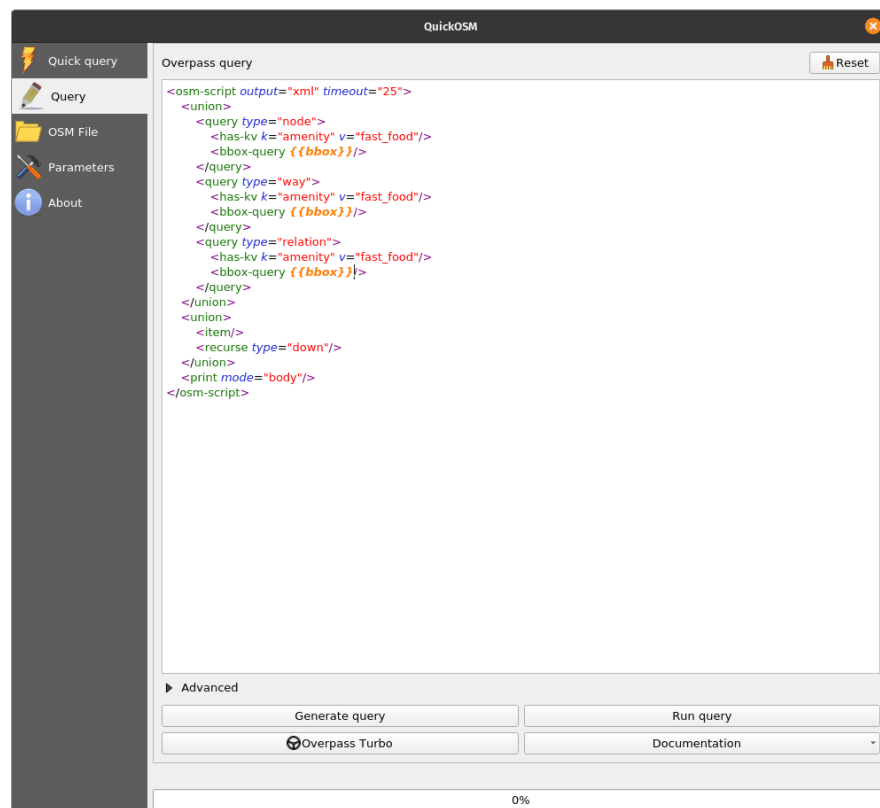 QuickOSM
Quick query
Query
OSM File
Parameters
About
Overpass query
Reset
<osm-script output="xml" timeout="25">
<union>
<query type="node">
<has-kv k="amenity" v="fast_food"/>
<bbox-query {{bbox}}/>
</query>
<query type="way">
<has-kv k="amenity" v="fast_food"/>
<bbox-query {{bbox}}/>
</query>
<query type="relation">
<has-kv k="amenity" v="fast_food"/>
<bbox-query {{bbox}}/>
</query>
</union>
<union>
<item/>
<recurse type="down"/>
</union>
<print mode="body"/>
</osm-script>
Advanced
Generate query
Run query
Overpass Turbo
Documentation
0%